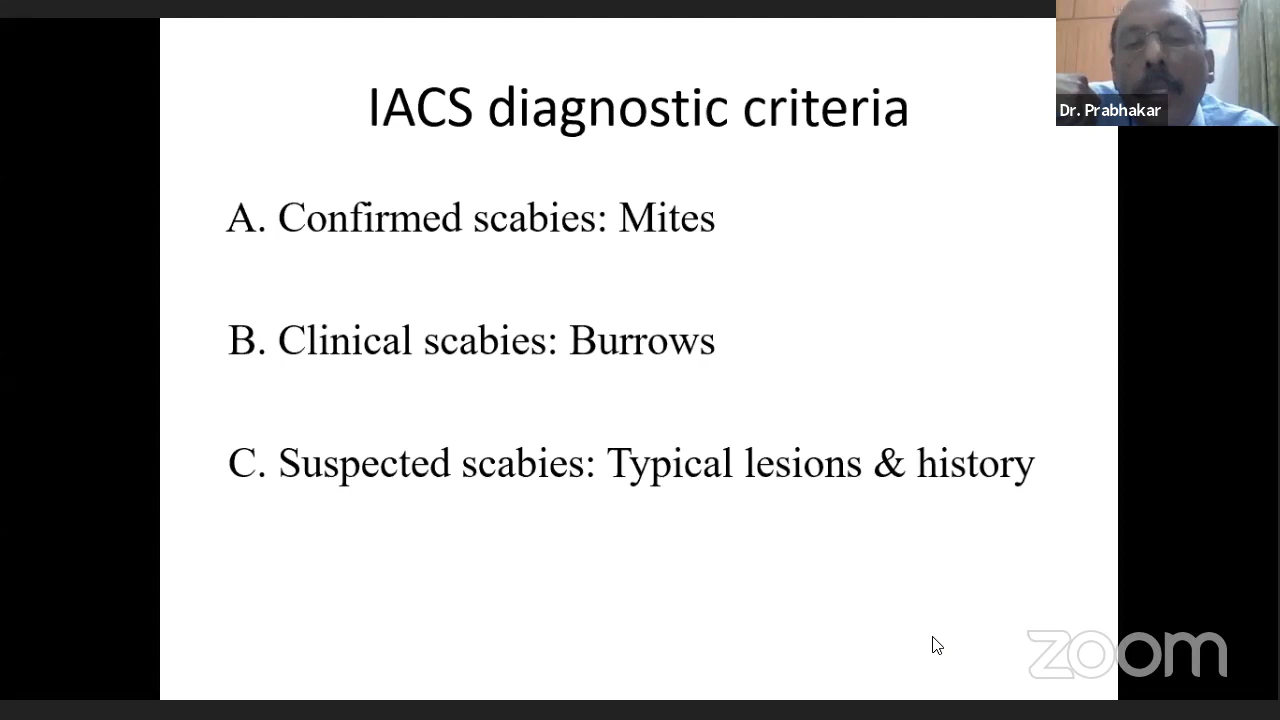 IACS diagnostic criteria
Dr. Prabhakar
A. Confirmed scabies: Mites
B. Clinical scabies: Burrows
C. Suspected scabies: Typical lesions & history
zoom